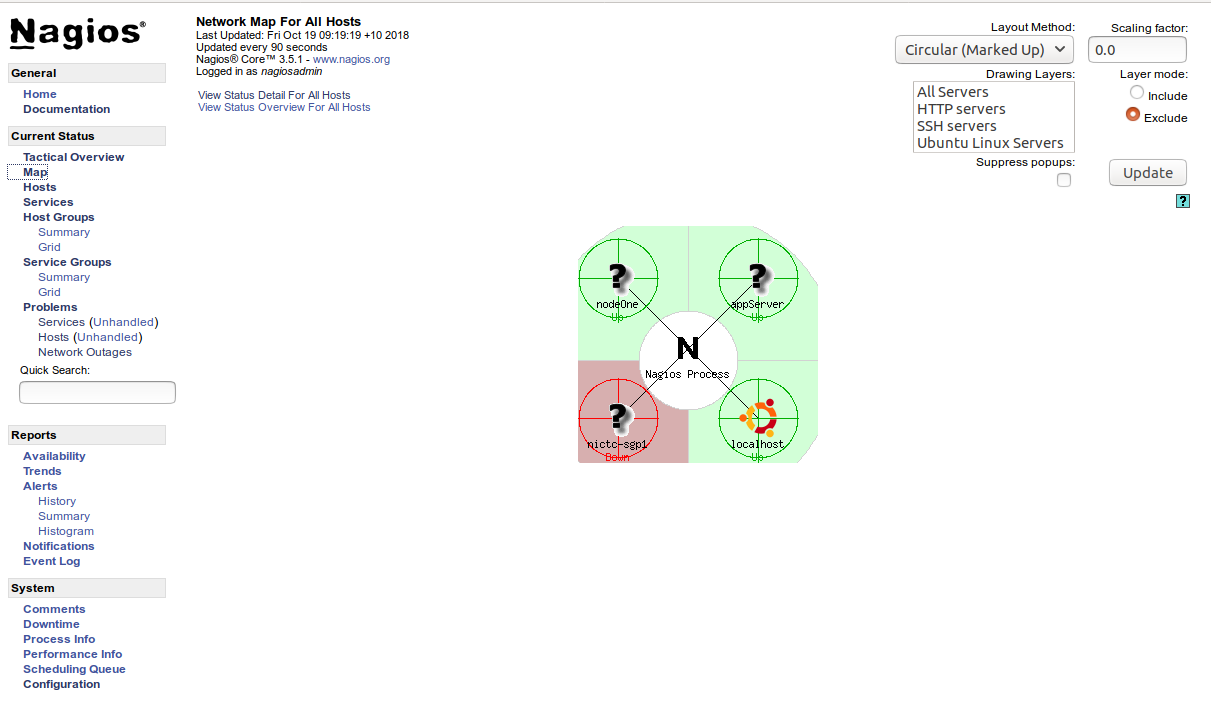 Nagios®
General
Home
Documentation
Current Status
Tactical Overview
Map
Hosts
Services
Host Groups
Summary
Grid
Service Groups
Summary
Grid
Problems
Services (Unhandled)
Hosts (Unhandled)
Network Outages
Quick Search:
Reports
Availability
Trends
Alerts
History
Summary
Histogram
Notifications
Event Log
System
Comments
Downtime
Process Info
Performance Info
Scheduling Queue
Configuration
Network Map For All Hosts
Last Updated: Fri Oct 19 09:19:19 +10 2018
Updated every 90 seconds
Nagios® Core™ 3.5.1 - www.nagios.org
Logged in as nagiosadmin
View Status Detail For All Hosts
View Status Overview For All Hosts
Layout Method:
Circular (Marked Up)
Scaling factor:
0.0
Drawing Layers:
All Servers
HTTP servers
SSH servers
Ubuntu Linux Servers
Layer mode:
Include
Exclude
Suppress popups:
Update
?
?
nodeOne
Up
?
appServer
Up
N
Nagios Process
?
nictc-sgp1
Down
localhost
Up